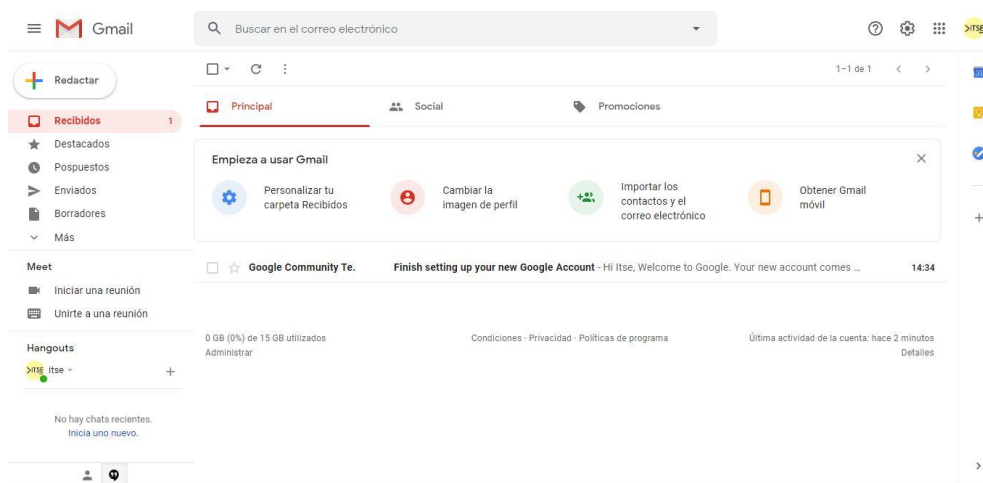 Gmail
Buscar en el correo electrónico
>ITSE
Redactar
1-1 de 1
Principal
Social
Promociones
Recibidos 1
Destacados
Pospuestos
Enviados
Borradores
Más
Empieza a usar Gmail
Personalizar tu
carpeta Recibidos
Cambiar la
imagen de perfil
Importar los
contactos y el
correo electrónico
Obtener Gmail
móvil
Google Community Te. Finish setting up your new Google Account - Hi Itse, Welcome to Google. Your new account comes ... 14:34
Meet
Iniciar una reunión
Unirte a una reunión
Hangouts
>ITSE itse
No hay chats recientes.
Inicia uno nuevo.
0 GB (0%) de 15 GB utilizados
Administrar
Condiciones · Privacidad · Políticas de programa
Última actividad de la cuenta: hace 2 minutos
Detalles